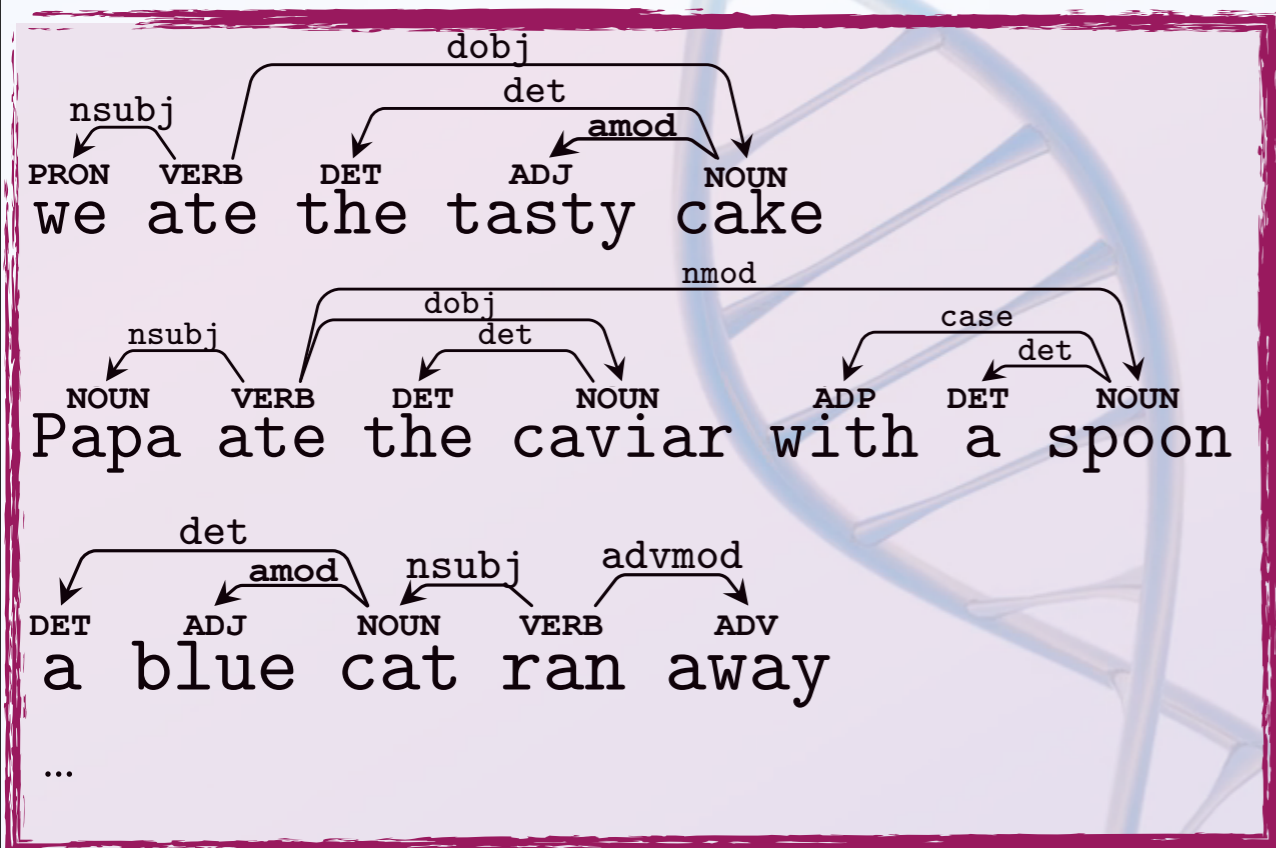 dobj
det
nsubj amod
PRON VERB DET ADJ NOUN
we ate the tasty cake
nmod
dobj
case
nsubj det
det
NOUN VERB DET NOUN ADP DET NOUN
Papa ate the caviar with a spoon
det
advmod
amod nsubj
DET ADJ NOUN VERB ADV
a blue cat ran away
...